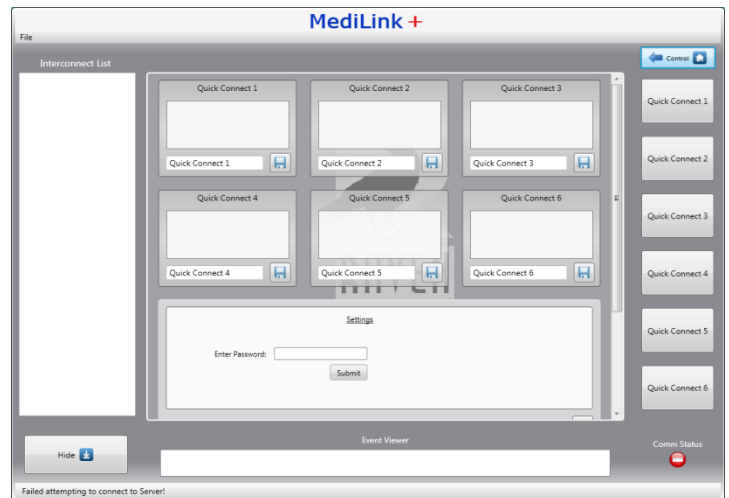 MediLink +
File
Interconnect List
Control
Quick Connect 1
Quick Connect 2
Quick Connect 3
Quick Connect 1
Quick Connect 2
Quick Connect 3
Quick Connect 4
Quick Connect 5
Quick Connect 6
Quick Connect 4
Quick Connect 5
Quick Connect 6
RAVEN
Settings
Enter Password:
Submit
Quick Connect 1
Quick Connect 2
Quick Connect 3
Quick Connect 4
Quick Connect 5
Quick Connect 6
Hide
Event Viewer
Comm Status
Failed attempting to connect to Server!